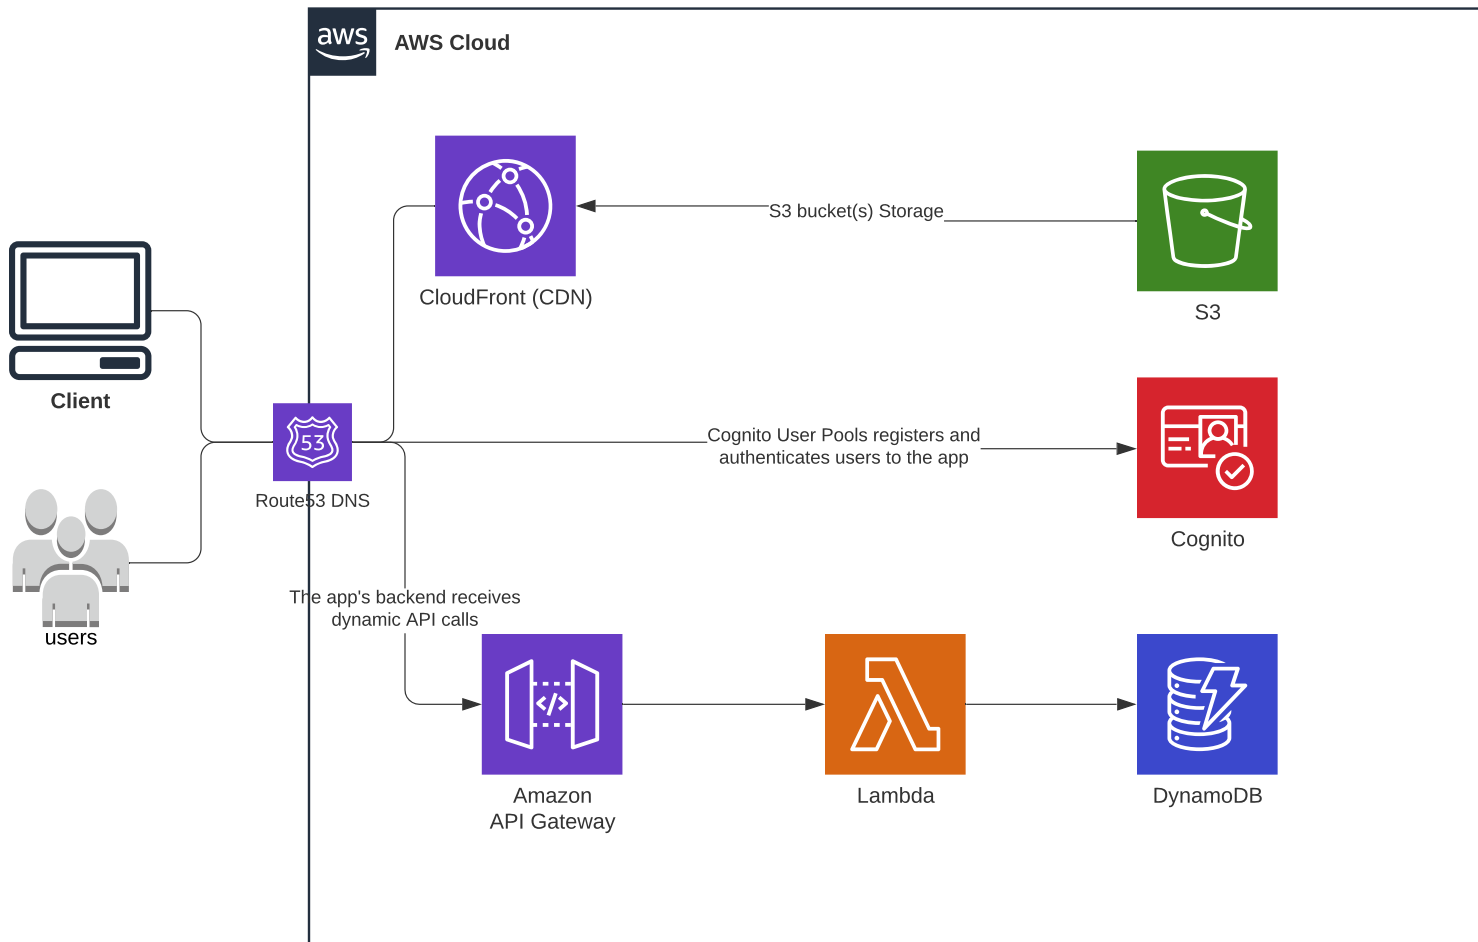 aws
AWS Cloud
CloudFront (CDN)
S3 bucket(s) Storage
S3
Client
53
Route53 DNS
Cognito User Pools registers and
authenticates users to the app
Cognito
users
The app's backend receives
dynamic API calls
</>
Amazon
API Gateway
Lambda
DynamoDB